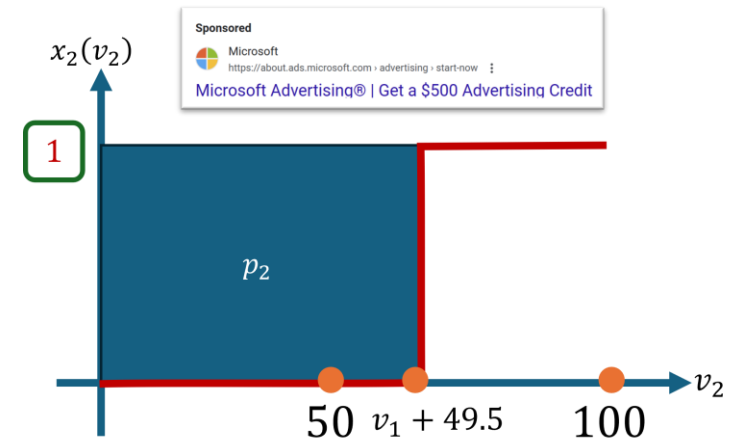 Sponsored
Microsoft
https://about.ads.microsoft.com › advertising › start-now
Microsoft Advertising® | Get a $500 Advertising Credit
x₂(v₂)
1
p₂
v₂
50 v₁ + 49.5 100